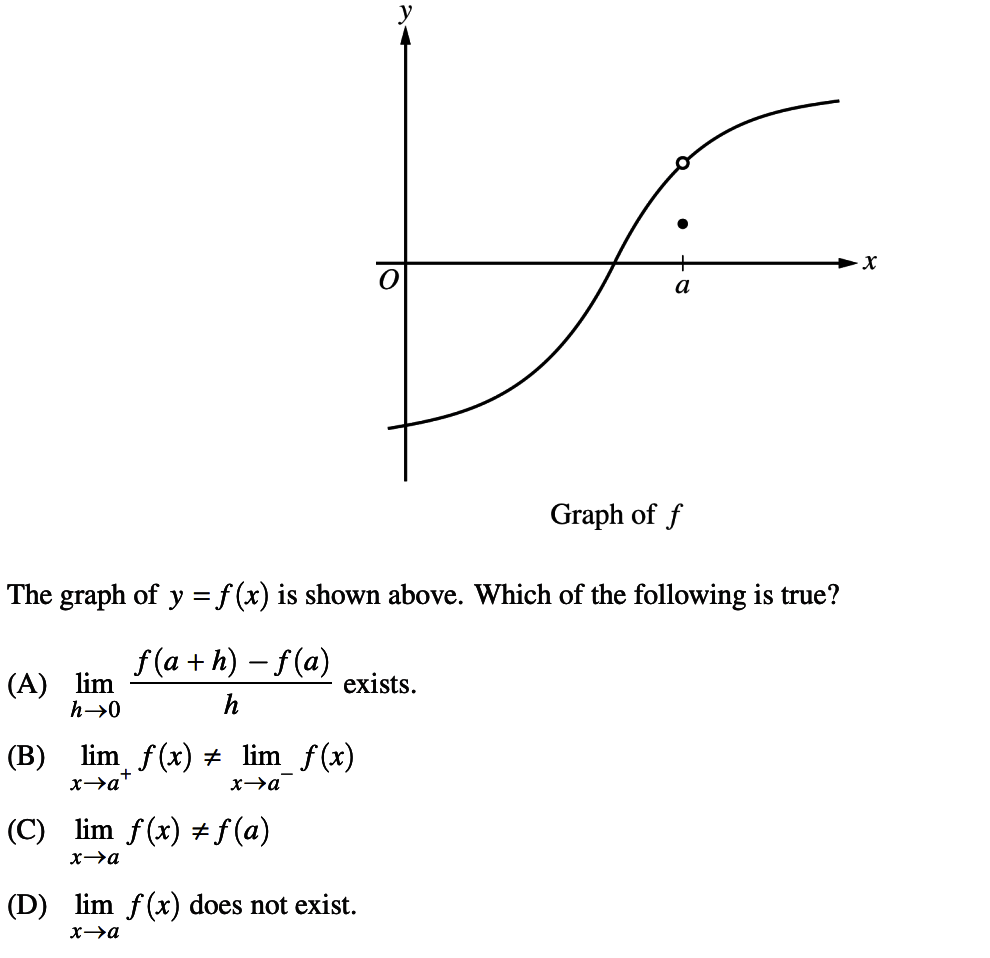 y
x
O
a
Graph of f
The graph of y = f(x) is shown above. Which of the following is true?
(A) lim h→0 f(a + h) − f(a) / h exists.
(B) lim x→a⁺ f(x) ≠ lim x→a⁻ f(x)
(C) lim x→a f(x) ≠ f(a)
(D) lim x→a f(x) does not exist.